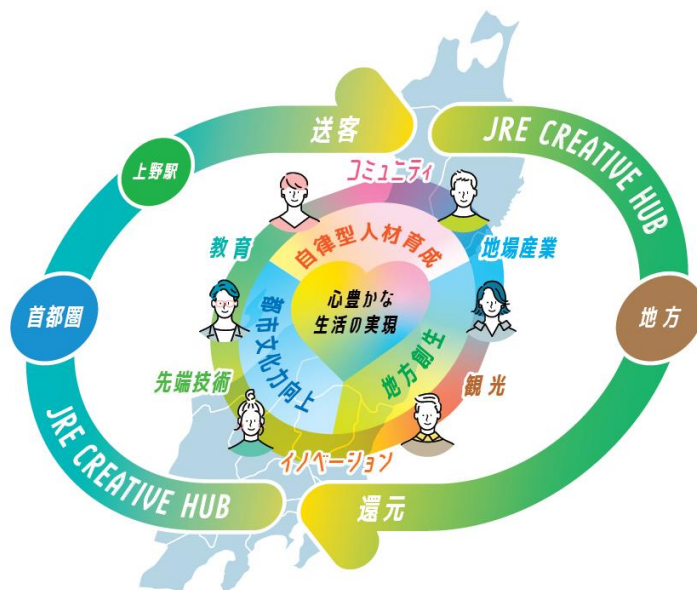 送客
JRE CREATIVE HUB
上野駅
コミュニティ
教育
自律型人材育成
地場産業
首都圏
心豊かな
生活の実現
地方
都市文化力向上
地方創生
先端技術
観光
イノベーション
JRE CREATIVE HUB
還元